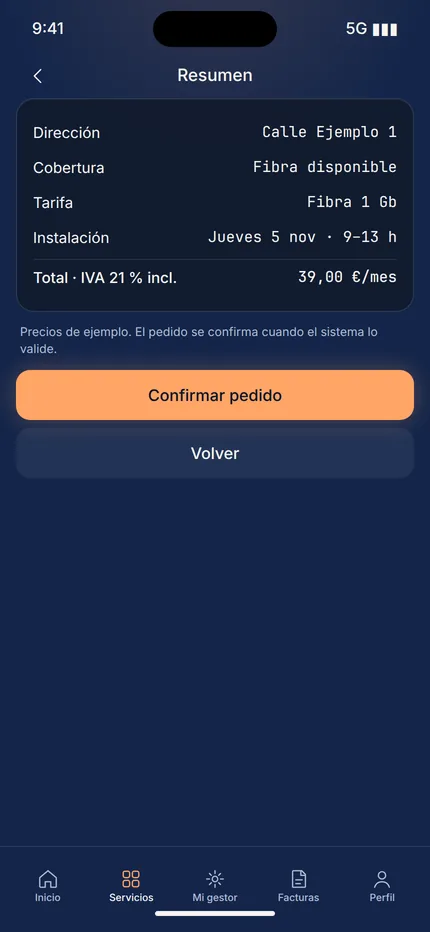 9:41 5G
Resumen
Dirección Calle Ejemplo 1
Cobertura Fibra disponible
Tarifa Fibra 1 Gb
Instalación Jueves 5 nov · 9–13 h
Total · IVA 21 % incl. 39,00 €/mes
Precios de ejemplo. El pedido se confirma cuando el sistema lo
valide.
Confirmar pedido
Volver
Inicio Servicios Mi gestor Facturas Perfil